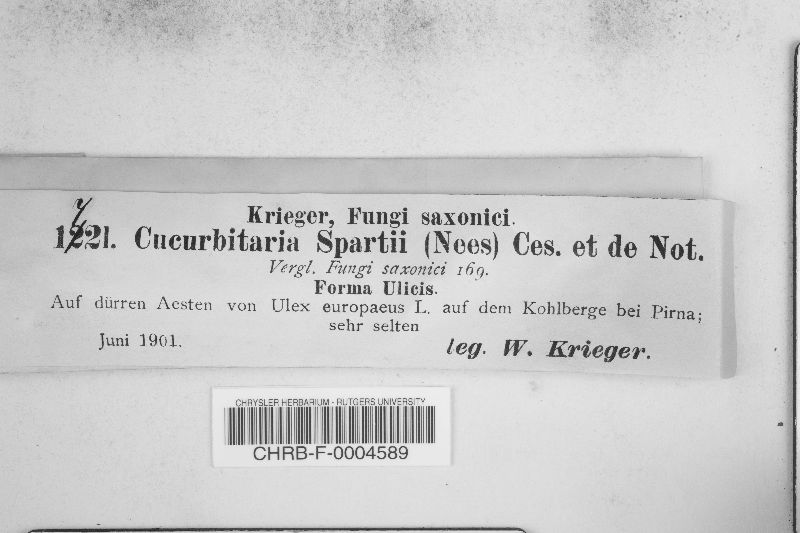 Krieger, Fungi saxonici.
1221. Cucurbitaria Spartii (Nees) Ces. et de Not.
Vergl. Fungi saxonici 169.
Forma Ulicis.
Auf dürren Aesten von Ulex europaeus L. auf dem Kohlberge bei Pirna;
sehr selten
Juni 1901.
leg. W. Krieger.
CHRYSLER HERBARIUM - RUTGERS UNIVERSITY
CHRB-F-0004589